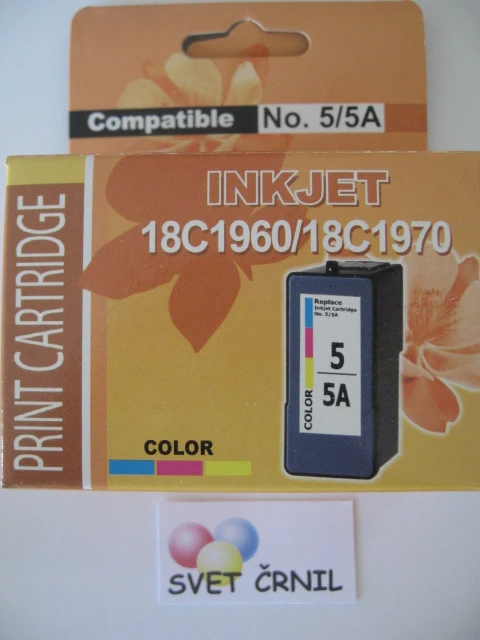 Compatible No. 5/5A
INKJET
18C1960/18C1970
PRINT CARTRIDGE
Replace
Inkjet Cartridge
No. 5/5A
5
5A
COLOR
COLOR
SVET ČRNIL